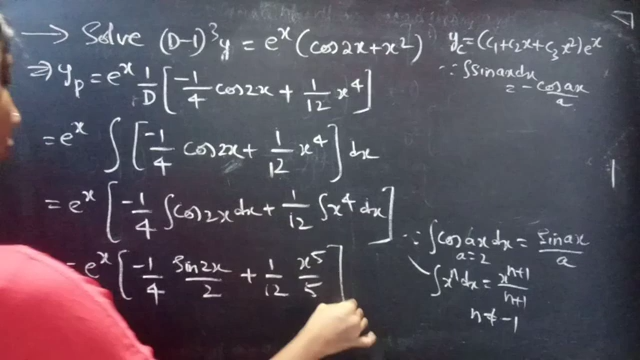 → Solve (D-1)³y = eˣ(cos2x+x²)
⇒ yp = eˣ 1/D [-1/4 cos2x + 1/12 x⁴]
= eˣ ∫ [-1/4 cos2x + 1/12 x⁴] dx
= eˣ [-1/4 ∫cos2x dx + 1/12 ∫x⁴ dx]
= eˣ [-1/4 sin2x/2 + 1/12 x⁵/5]
yc = (c₁+c₂x+c₃x²)eˣ
∵ ∫sinax dx
= -cosax/a
∵ ∫cosax dx = sinax/a
a=2
∫xⁿdx = xⁿ⁺¹/n+1
n≠-1